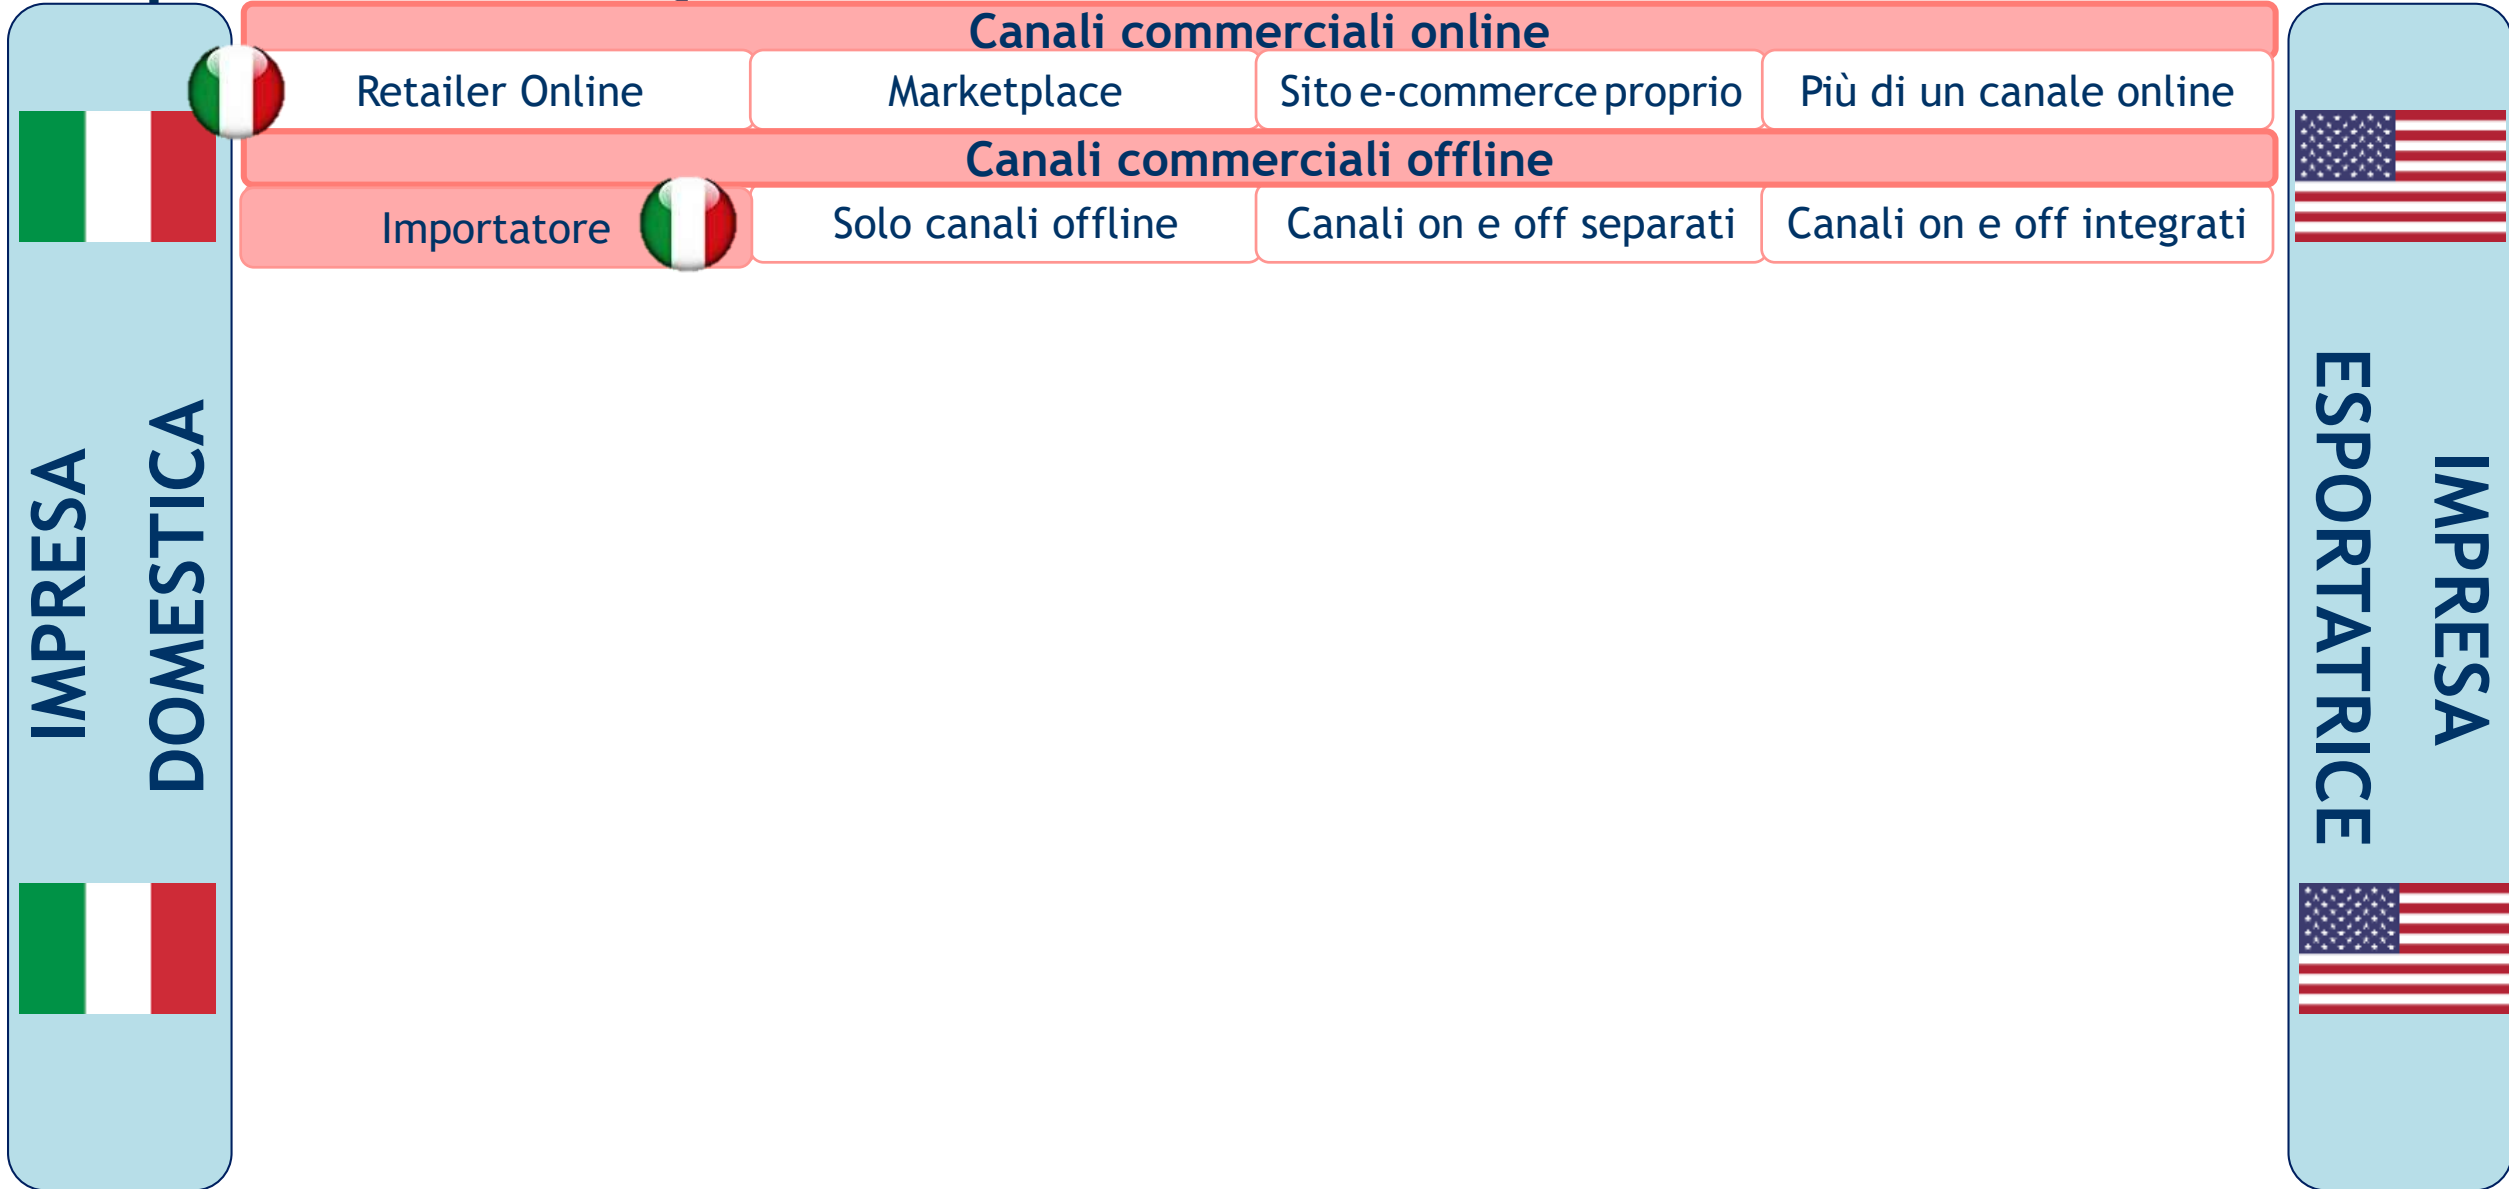 Canali commerciali online
Retailer Online
Marketplace
Sito e-commerce proprio
Più di un canale online
Canali commerciali offline
Importatore
Solo canali offline
Canali on e off separati
Canali on e off integrati
IMPRESA
DOMESTICA
IMPRESA
ESPORTATRICE